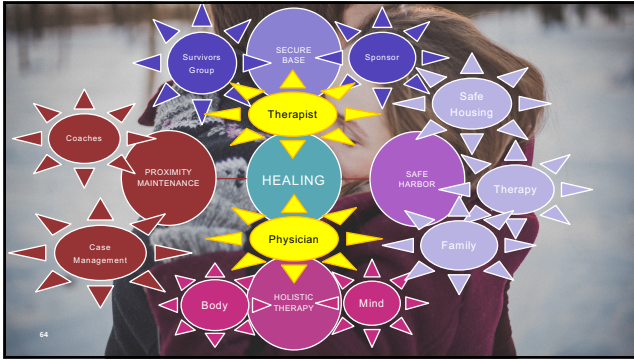 Survivors
Group
SECURE
BASE
Sponsor
Safe
Housing
Therapist
Coaches
PROXIMITY
MAINTENANCE
HEALING
SAFE
HARBOR
Therapy
Case
Management
Physician
Family
Body
HOLISTIC
THERAPY
Mind
64